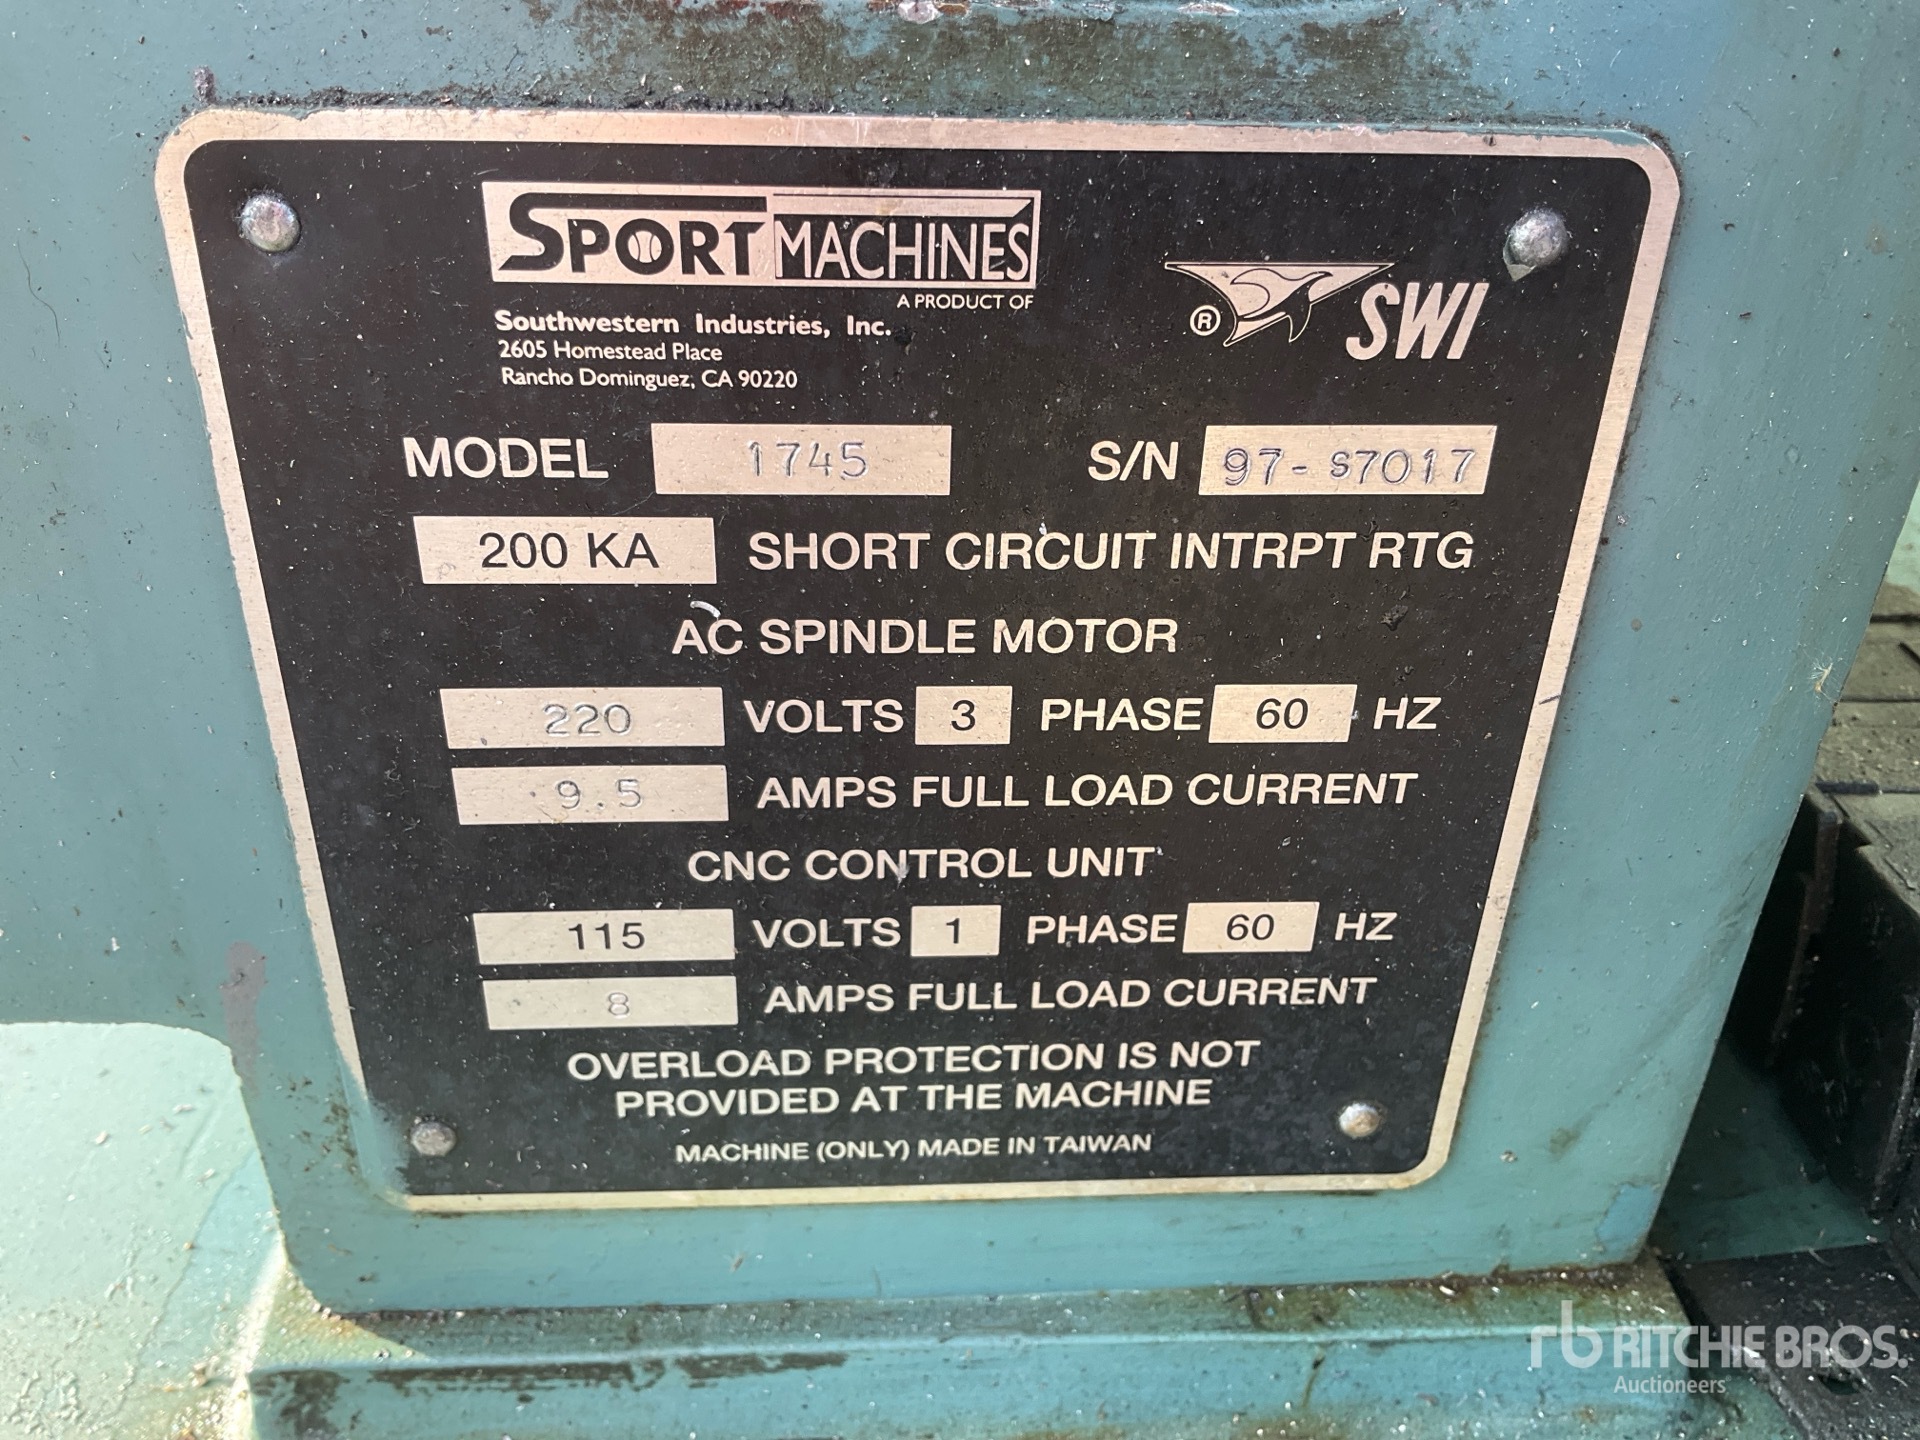 SPORT MACHINES
A PRODUCT OF
Southwestern Industries, Inc.
2605 Homestead Place
Rancho Dominguez, CA 90220
® SWI
MODEL 1745 S/N 97-S7017
200 KA SHORT CIRCUIT INTRPT RTG
AC SPINDLE MOTOR
220 VOLTS 3 PHASE 60 HZ
9.5 AMPS FULL LOAD CURRENT
CNC CONTROL UNIT
115 VOLTS 1 PHASE 60 HZ
8 AMPS FULL LOAD CURRENT
OVERLOAD PROTECTION IS NOT
PROVIDED AT THE MACHINE
MACHINE (ONLY) MADE IN TAIWAN
rb RITCHIE BROS.
Auctioneers